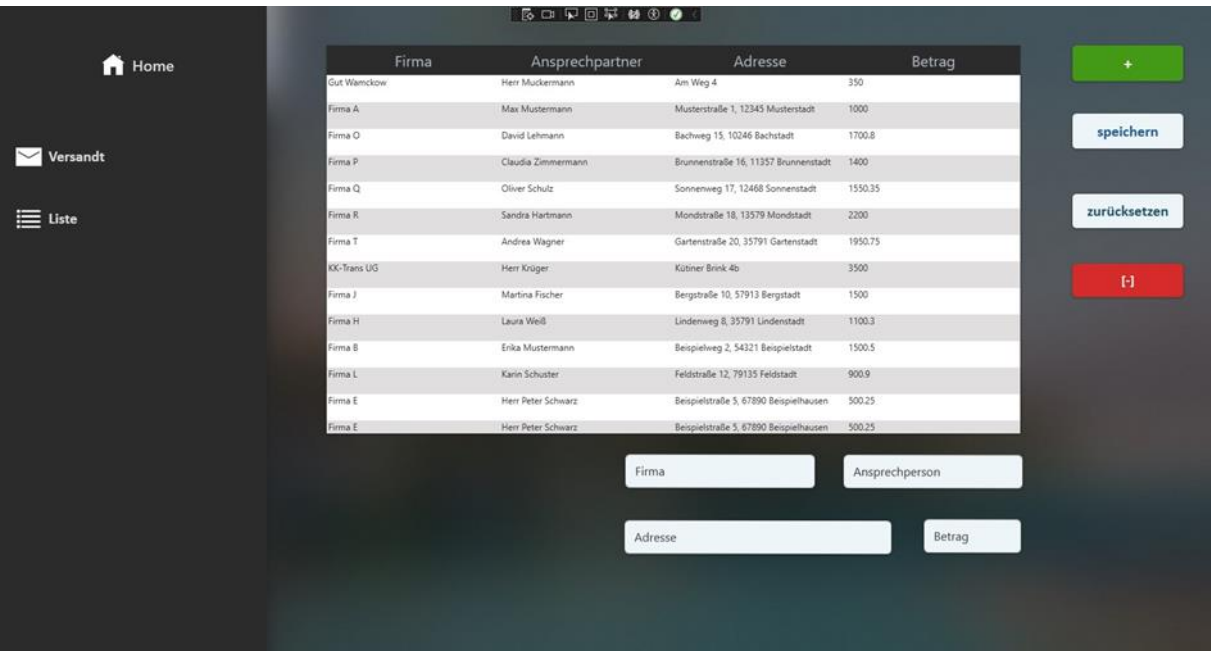 Home
Versandt
Liste
Firma Ansprechpartner Adresse Betrag
Gut Wamckow Herr Muckermann Am Weg 4 350
Firma A Max Mustermann Musterstraße 1, 12345 Musterstadt 1000
Firma O David Lehmann Bachweg 15, 10246 Bachstadt 1700.8
Firma P Claudia Zimmermann Brunnenstraße 16, 11357 Brunnenstadt 1400
Firma Q Oliver Schulz Sonnenweg 17, 12468 Sonnenstadt 1550.35
Firma R Sandra Hartmann Mondstraße 18, 13579 Mondstadt 2200
Firma T Andrea Wagner Gartenstraße 20, 35791 Gartenstadt 1950.75
KK-Trans UG Herr Krüger Kütiner Brink 4b 3500
Firma J Martina Fischer Bergstraße 10, 57913 Bergstadt 1500
Firma H Laura Weiß Lindenweg 8, 35791 Lindenstadt 1100.3
Firma B Erika Mustermann Beispielweg 2, 54321 Beispielstadt 1500.5
Firma L Karin Schuster Feldstraße 12, 79135 Feldstadt 900.9
Firma E Herr Peter Schwarz Beispielstraße 5, 67890 Beispielhausen 500.25
Firma E Herr Peter Schwarz Beispielstraße 5, 67890 Beispielhausen 500.25
+
speichern
zurücksetzen
[-]
Firma Ansprechperson
Adresse Betrag